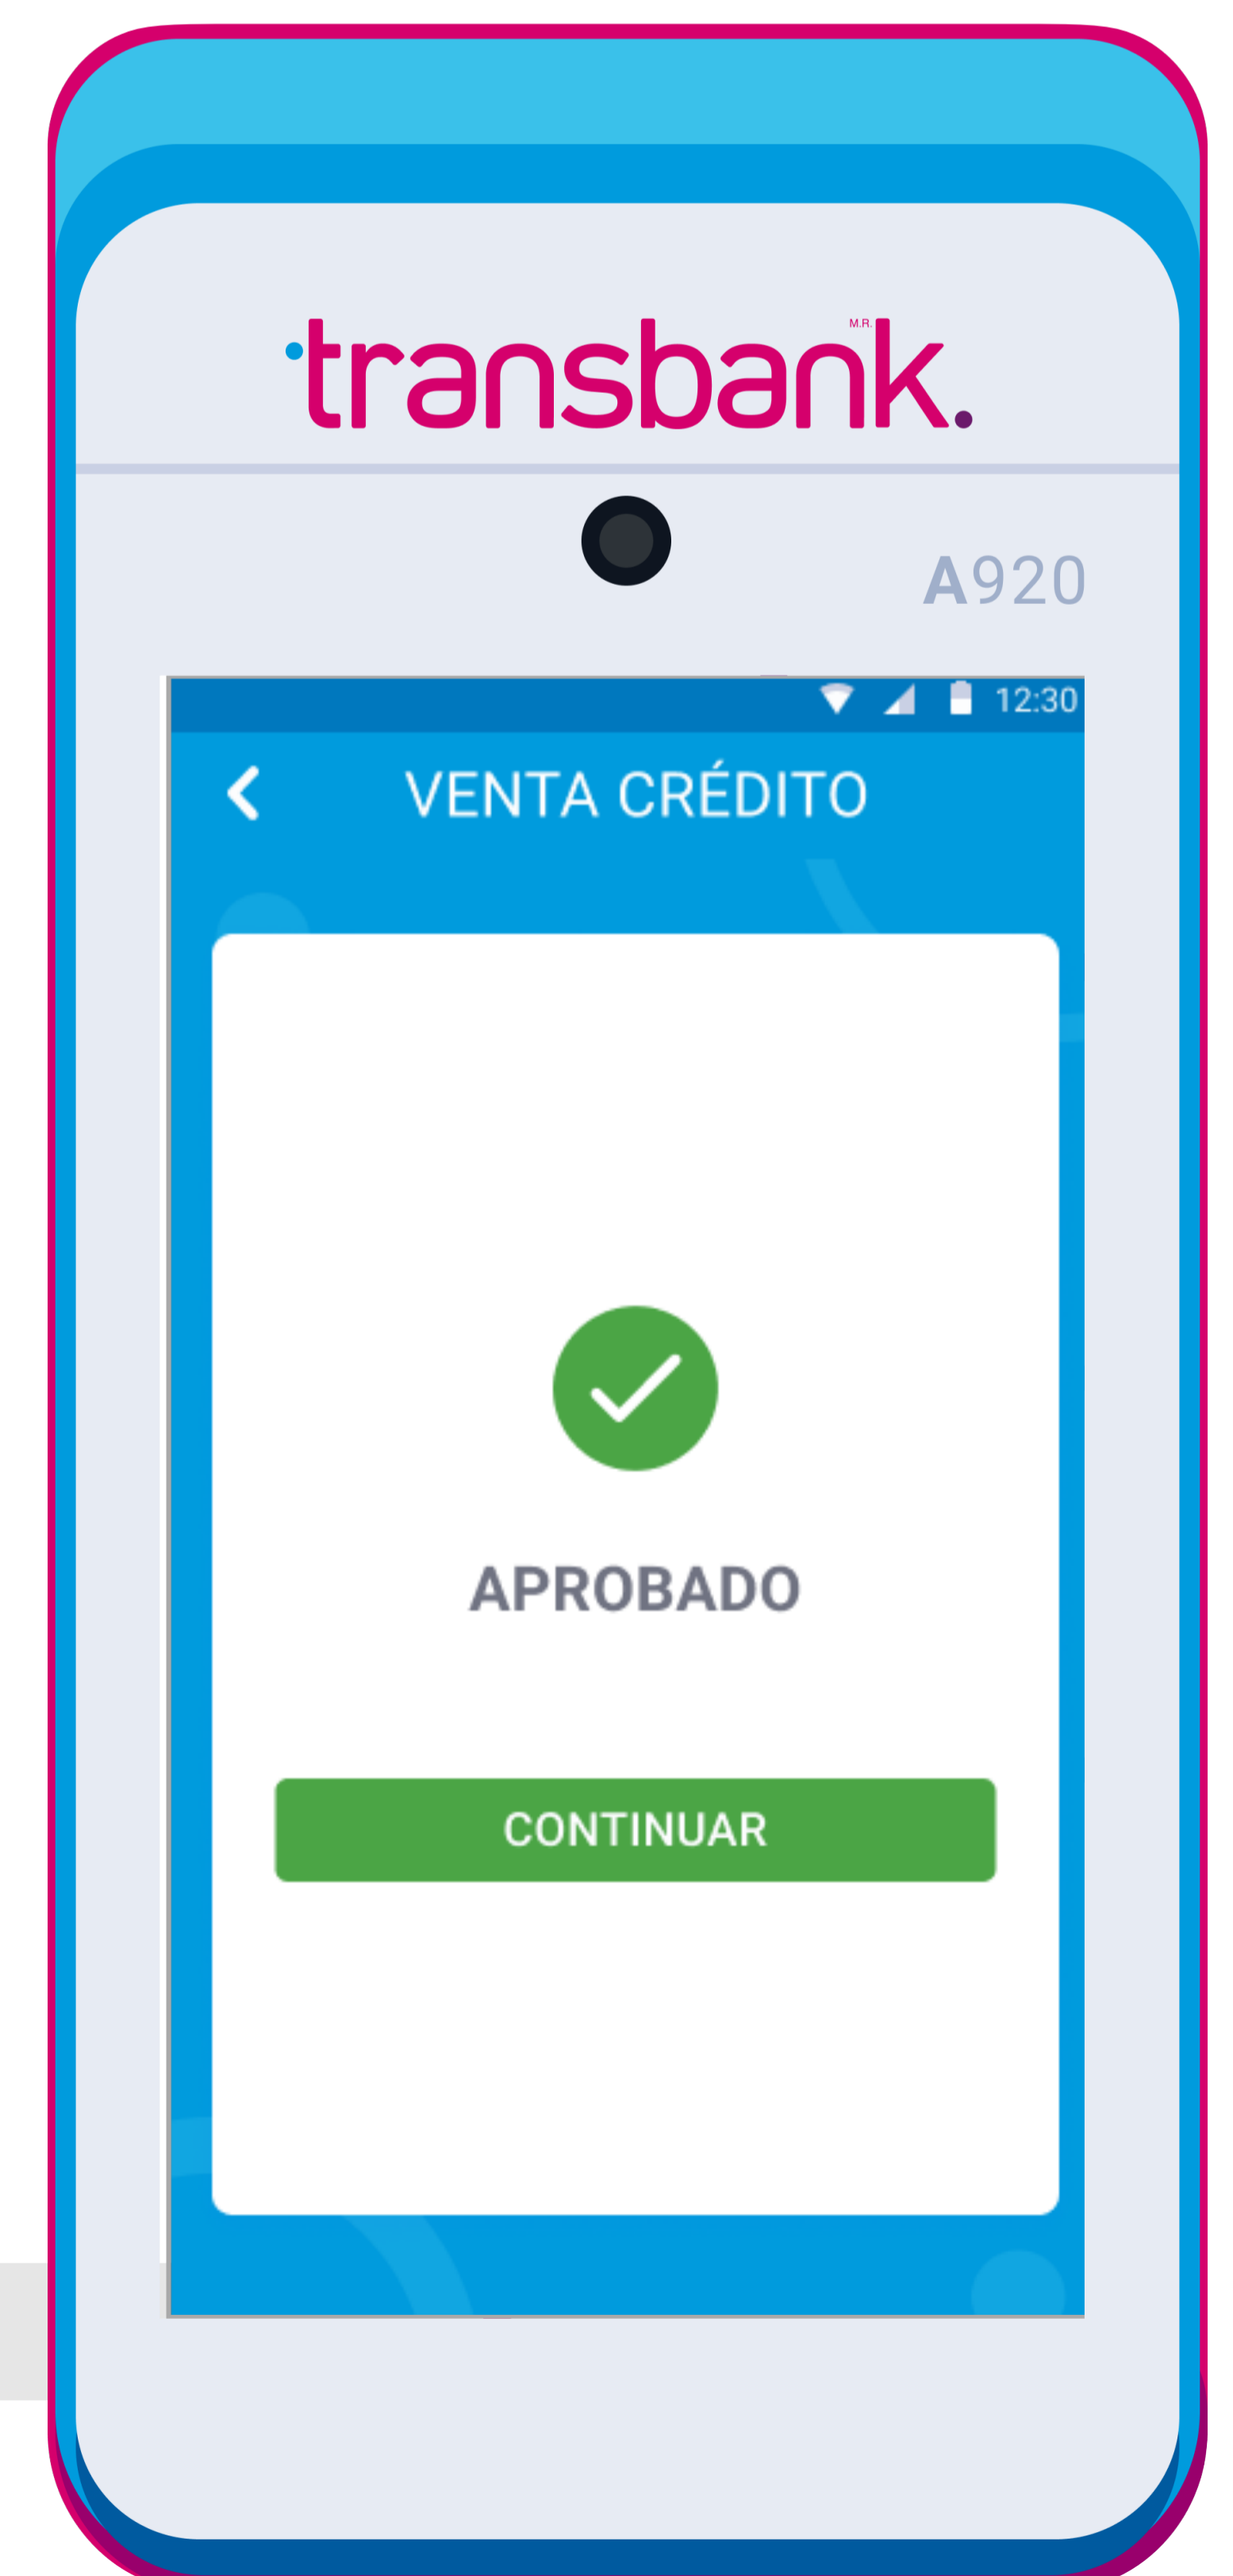 transbank.
M.R.
A920
12:30
VENTA CRÉDITO
APROBADO
CONTINUAR